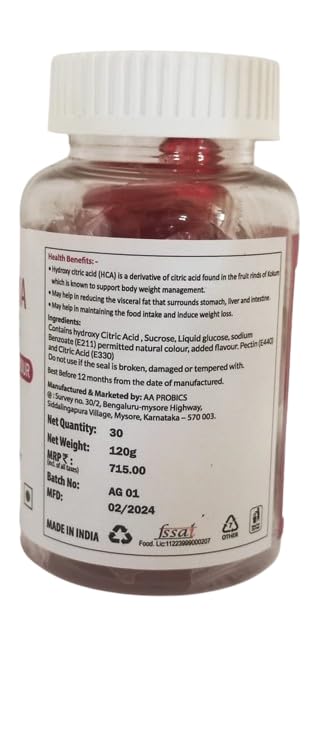 Health Benefits: -
• Hydroxy citric acid (HCA) is a derivative of citric acid found in the fruit rinds of Kokum
which is known to support body weight management.
• May help in reducing the visceral fat that surrounds stomach, liver and intestine.
• May help in maintaining the food intake and induce weight loss.
Ingredients:
Contains hydroxy Citric Acid , Sucrose, Liquid glucose, sodium
Benzoate (E211) permitted natural colour, added flavour. Pectin (E440)
and Citric Acid (E330)
Do not use if the seal is broken, damaged or tempered with.
Best Before 12 months from the date of manufactured.
Manufactured & Marketed by: AA PROBICS
@ : Survey no. 30/2, Bengaluru-mysore Highway,
Siddalingapura Village, Mysore, Karnataka – 570 003.
Net Quantity: 30
Net Weight: 120g
MRP ₹ : 715.00
(incl. of all taxes)
Batch No: AG 01
MFD: 02/2024
MADE IN INDIA
fssai
Food. Lic:11223999000207
7
OTHER
A
UR